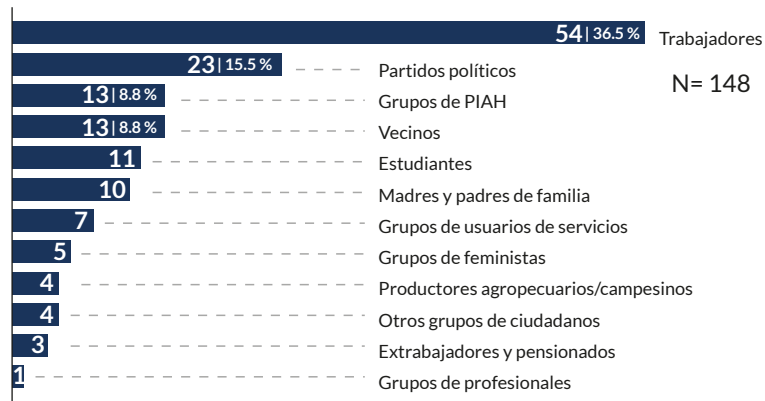 54 | 36.5 % Trabajadores
23 | 15.5 % Partidos políticos
N= 148
13 | 8.8 % Grupos de PIAH
13 | 8.8 % Vecinos
11 Estudiantes
10 Madres y padres de familia
7 Grupos de usuarios de servicios
5 Grupos de feministas
4 Productores agropecuarios/campesinos
4 Otros grupos de ciudadanos
3 Extrabajadores y pensionados
1 Grupos de profesionales